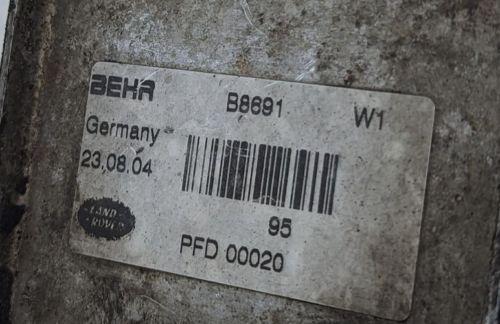 BEHR B8691 W1
Germany
23,08.04
LAND
ROVER
95
PFD 00020